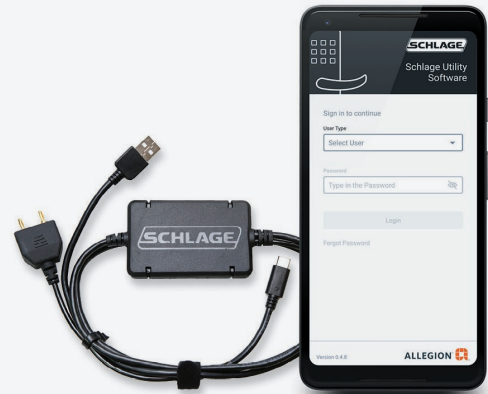 SCHLAGE
SCHLAGE
Schlage Utility
Software
Sign in to continue
User Type
Select User
Password
Type in the Password
Login
Forgot Password
Version 0.4.8
ALLEGION